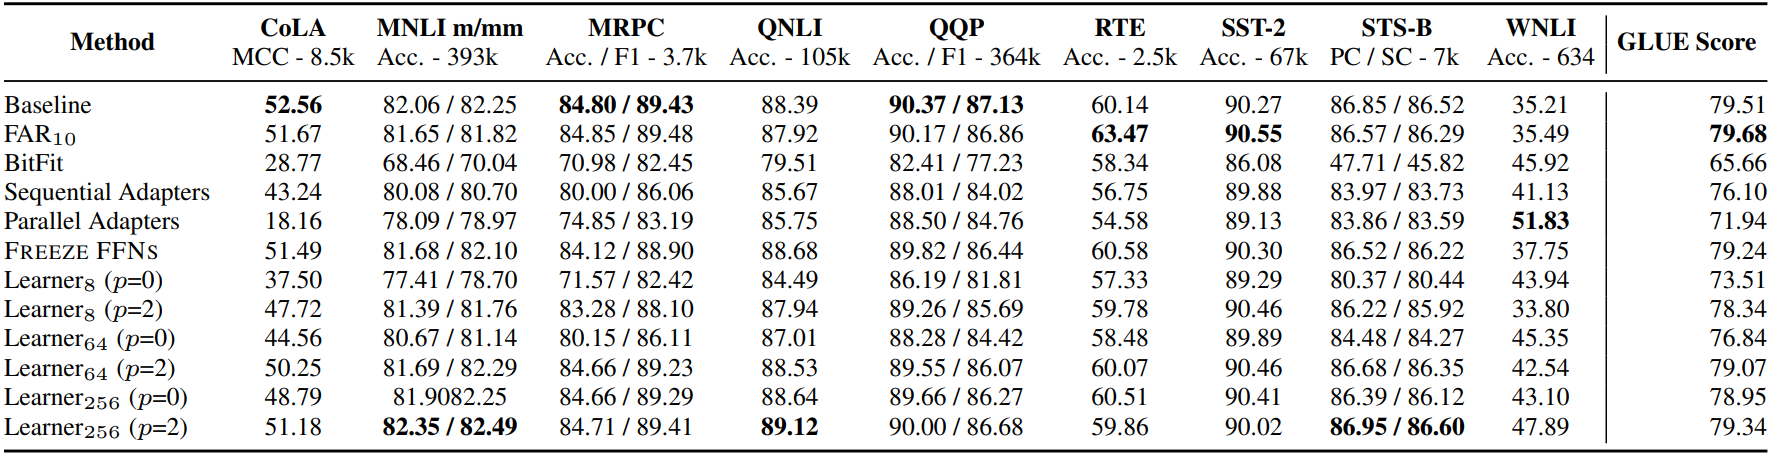 Method CoLA MNLI m/mm MRPC QNLI QQP RTE SST-2 STS-B WNLI GLUE Score
MCC - 8.5k Acc. - 393k Acc. / F1 - 3.7k Acc. - 105k Acc. / F1 - 364k Acc. - 2.5k Acc. - 67k PC / SC - 7k Acc. - 634
Baseline 52.56 82.06 / 82.25 84.80 / 89.43 88.39 90.37 / 87.13 60.14 90.27 86.85 / 86.52 35.21 79.51
FAR10 51.67 81.65 / 81.82 84.85 / 89.48 87.92 90.17 / 86.86 63.47 90.55 86.57 / 86.29 35.49 79.68
BitFit 28.77 68.46 / 70.04 70.98 / 82.45 79.51 82.41 / 77.23 58.34 86.08 47.71 / 45.82 45.92 65.66
Sequential Adapters 43.24 80.08 / 80.70 80.00 / 86.06 85.67 88.01 / 84.02 56.75 89.88 83.97 / 83.73 41.13 76.10
Parallel Adapters 18.16 78.09 / 78.97 74.85 / 83.19 85.75 88.50 / 84.76 54.58 89.13 83.86 / 83.59 51.83 71.94
FREEZE FFNS 51.49 81.68 / 82.10 84.12 / 88.90 88.68 89.82 / 86.44 60.58 90.30 86.52 / 86.22 37.75 79.24
Learner8 (p=0) 37.50 77.41 / 78.70 71.57 / 82.42 84.49 86.19 / 81.81 57.33 89.29 80.37 / 80.44 43.94 73.51
Learner8 (p=2) 47.72 81.39 / 81.76 83.28 / 88.10 87.94 89.26 / 85.69 59.78 90.46 86.22 / 85.92 33.80 78.34
Learner64 (p=0) 44.56 80.67 / 81.14 80.15 / 86.11 87.01 88.28 / 84.42 58.48 89.89 84.48 / 84.27 45.35 76.84
Learner64 (p=2) 50.25 81.69 / 82.29 84.66 / 89.23 88.53 89.55 / 86.07 60.07 90.46 86.68 / 86.35 42.54 79.07
Learner256 (p=0) 48.79 81.9082.25 84.66 / 89.29 88.64 89.66 / 86.27 60.51 90.41 86.39 / 86.12 43.10 78.95
Learner256 (p=2) 51.18 82.35 / 82.49 84.71 / 89.41 89.12 90.00 / 86.68 59.86 90.02 86.95 / 86.60 47.89 79.34